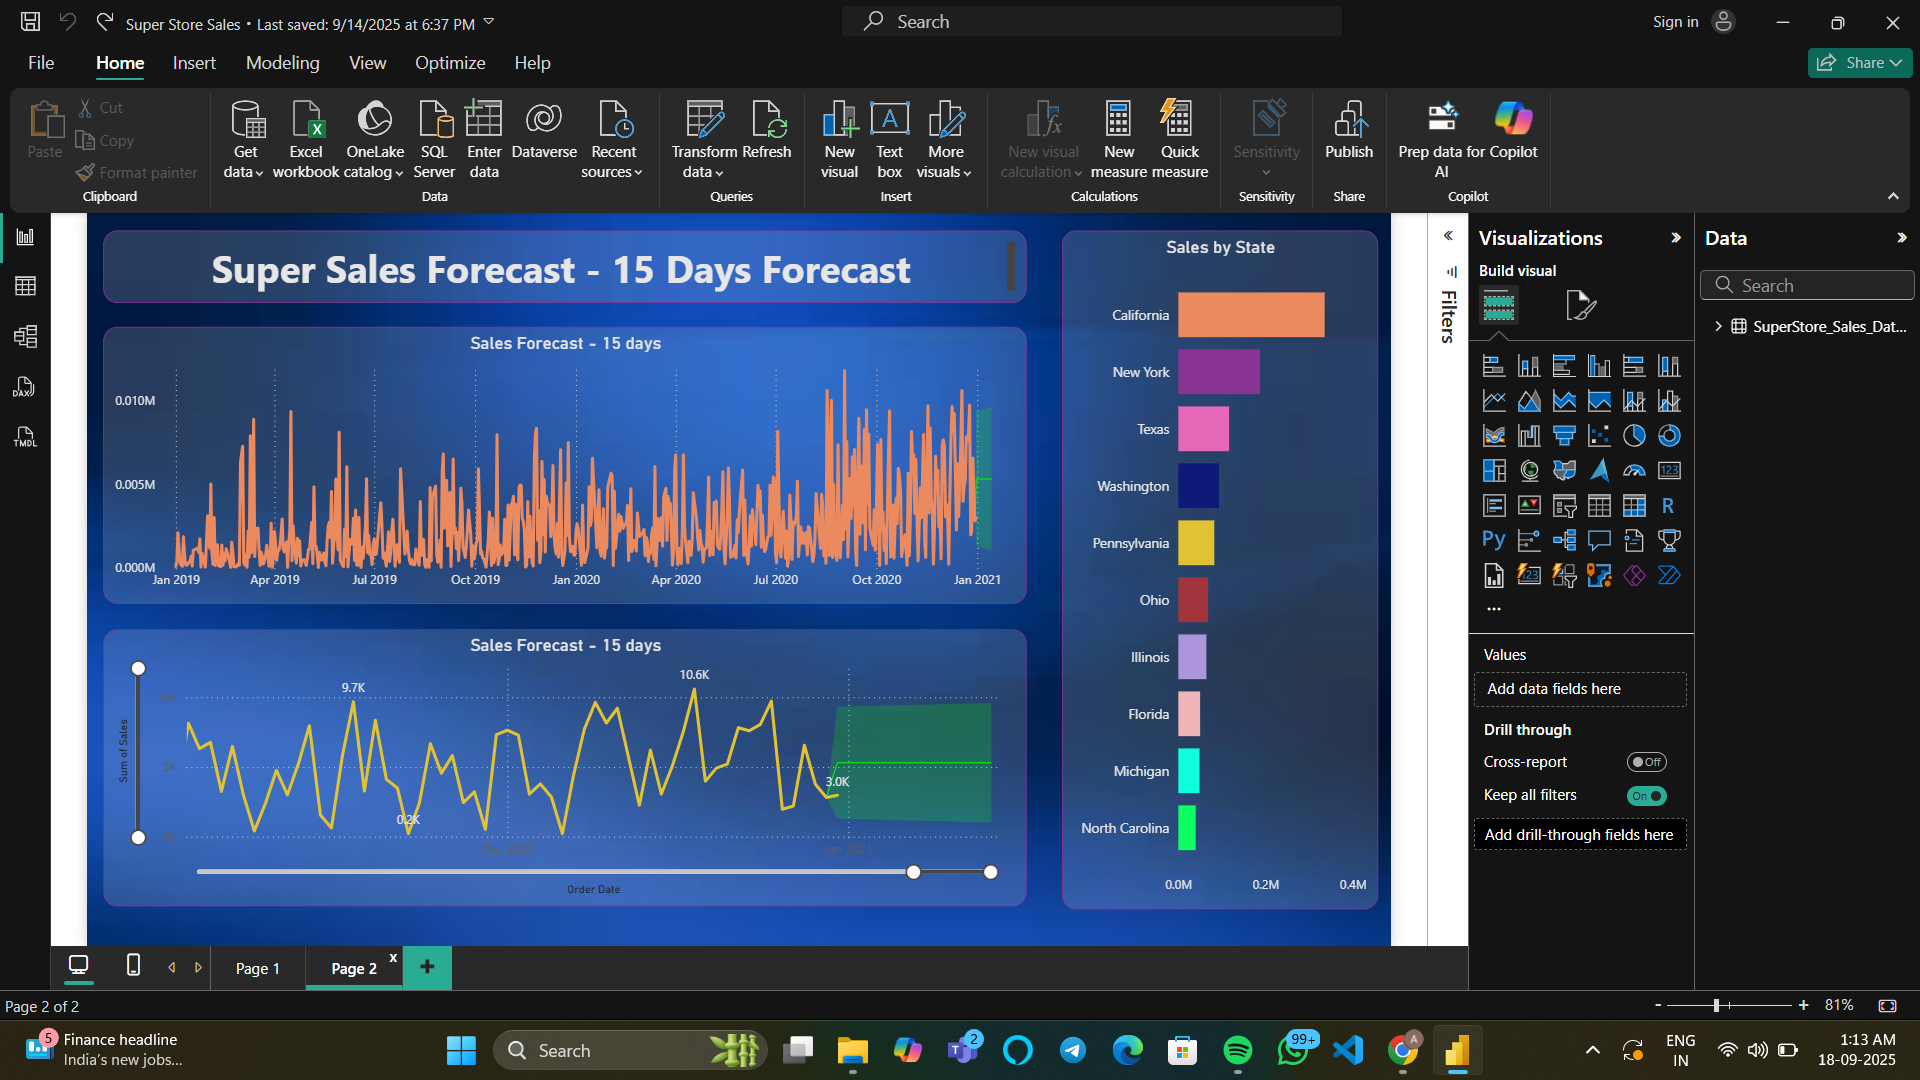 Super Store Sales • Last saved: 9/14/2025 at 6:37 PM
Search
Sign in
File
Home
Insert
Modeling
View
Optimize
Help
Share
Paste
Cut
Copy
Format painter
Clipboard
Get data
Excel workbook
OneLake catalog
SQL Server
Enter data
Dataverse
Recent sources
Data
Transform data
Refresh
Queries
New visual
Text box
More visuals
Insert
New visual calculation
New measure
Quick measure
Calculations
Sensitivity
Sensitivity
Publish
Share
Prep data for AI
Copilot
Copilot
DAX
TMDL
Super Sales Forecast - 15 Days Forecast
Sales Forecast - 15 days
0.010M
0.005M
0.000M
Jan 2019
Apr 2019
Jul 2019
Oct 2019
Jan 2020
Apr 2020
Jul 2020
Oct 2020
Jan 2021
Sales Forecast - 15 days
Sum of Sales
10K
5K
0K
9.7K
0.2K
10.6K
3.0K
Dec 2020
Jan 2021
Order Date
Sales by State
California
New York
Texas
Washington
Pennsylvania
Ohio
Illinois
Florida
Michigan
North Carolina
0.0M
0.2M
0.4M
Filters
Visualizations
Build visual
123
R
Py
123
Values
Add data fields here
Drill through
Cross-report
Off
Keep all filters
On
Add drill-through fields here
Data
Search
SuperStore_Sales_Dat...
Page 1
Page 2
x
Page 2 of 2
- + 81%
5
Finance headline
India's new jobs...
Search
2
99+
A
ENG
IN
1:13 AM
18-09-2025